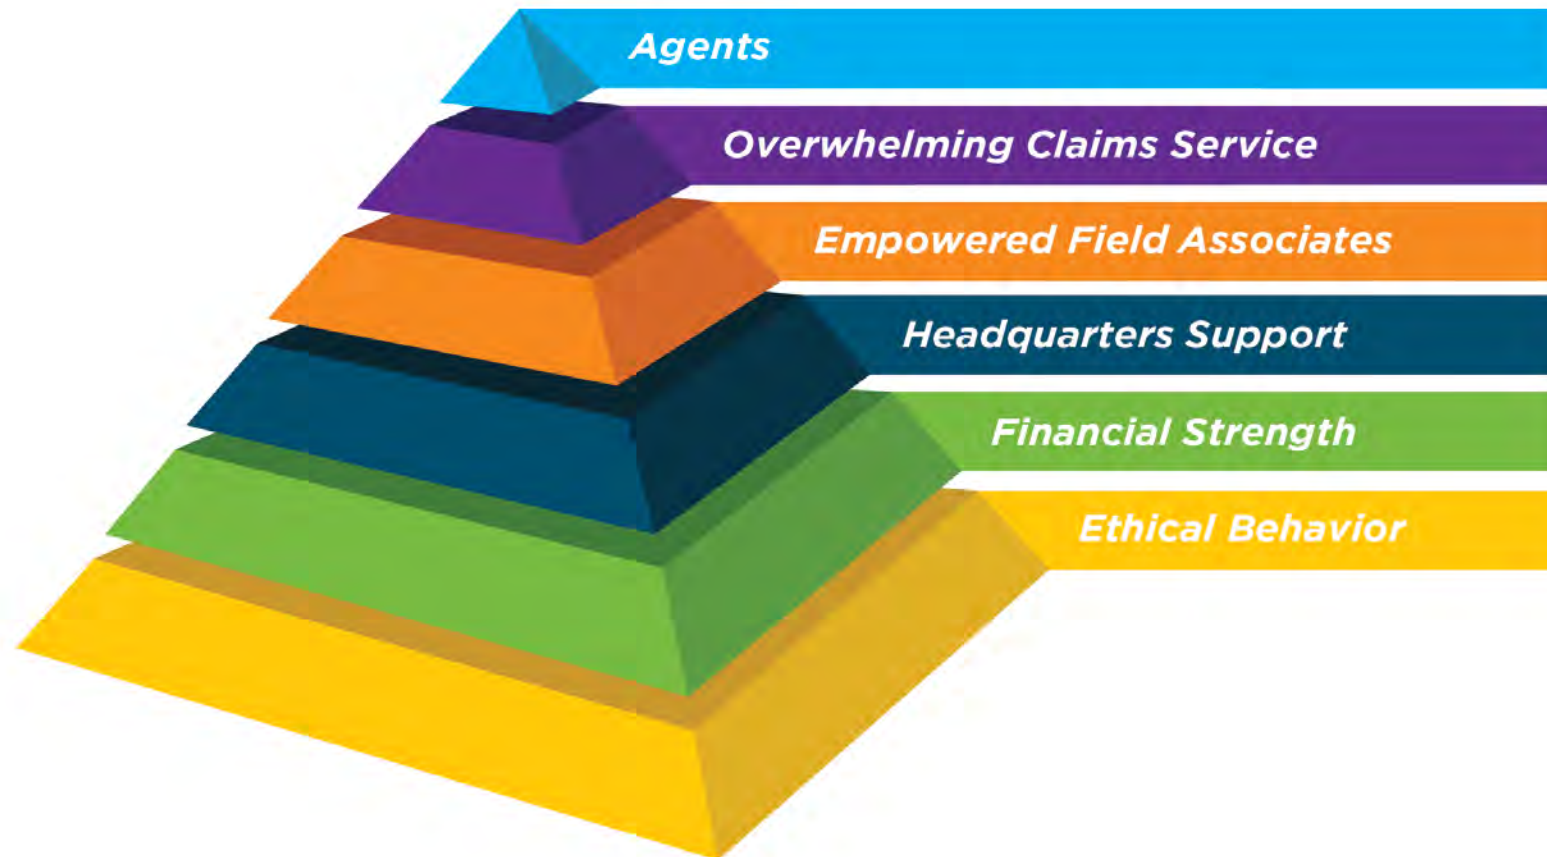 Agents
Overwhelming Claims Service
Empowered Field Associates
Headquarters Support
Financial Strength
Ethical Behavior